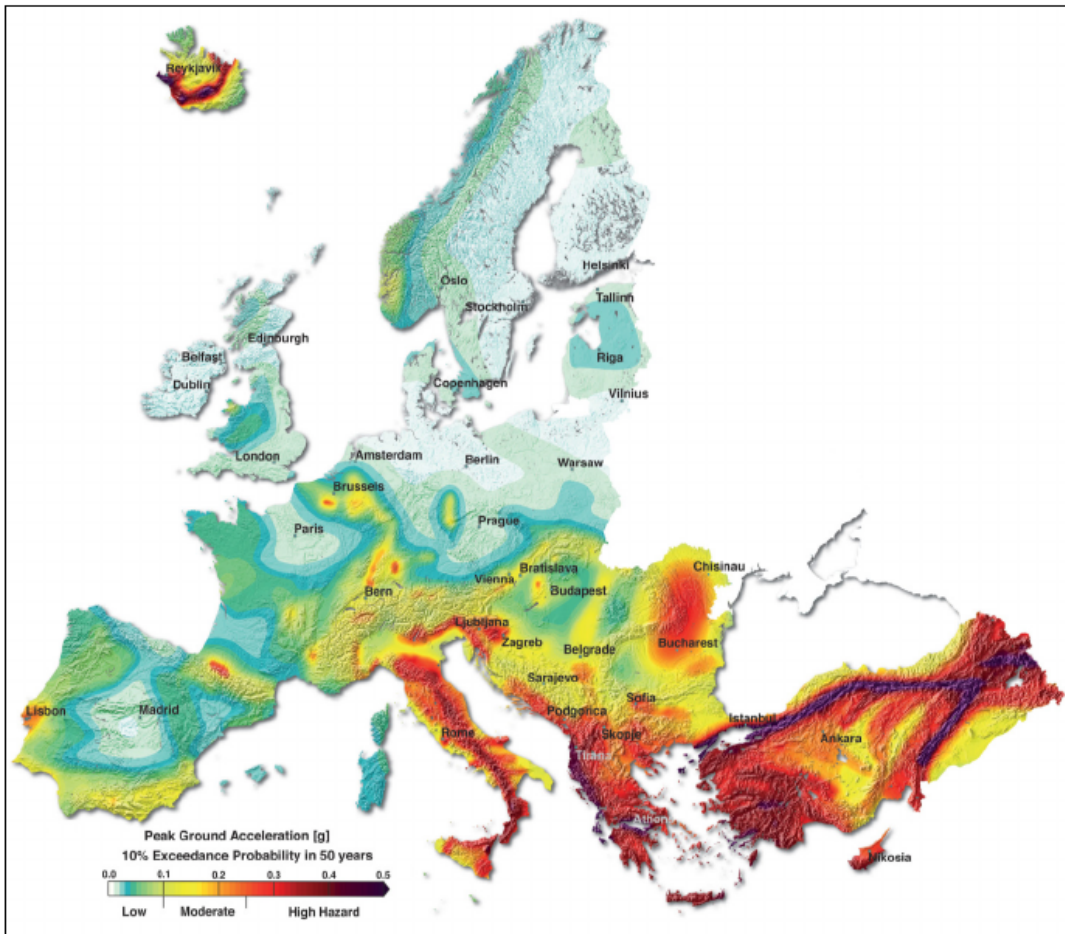 Reykjavix
Oslo
Helsinki
Stockholm
Tallinn
Riga
Edinburgh
Belfast
Dublin
Copenhagen
Vilnius
London
Amsterdam
Berlin
Warsaw
Brussels
Paris
Prague
Chisinau
Vienna
Bratislava
Budapest
Bern
Ljubljana
Zagreb
Bucharest
Belgrade
Sarajevo
Sofia
Lisbon
Madrid
Podgorica
Istanbul
Rome
Skopje
Ankara
Tirana
Athens
Nikosia
Peak Ground Acceleration [g]
10% Exceedance Probability in 50 years
0.0 0.1 0.2 0.3 0.4 0.5
Low Moderate High Hazard